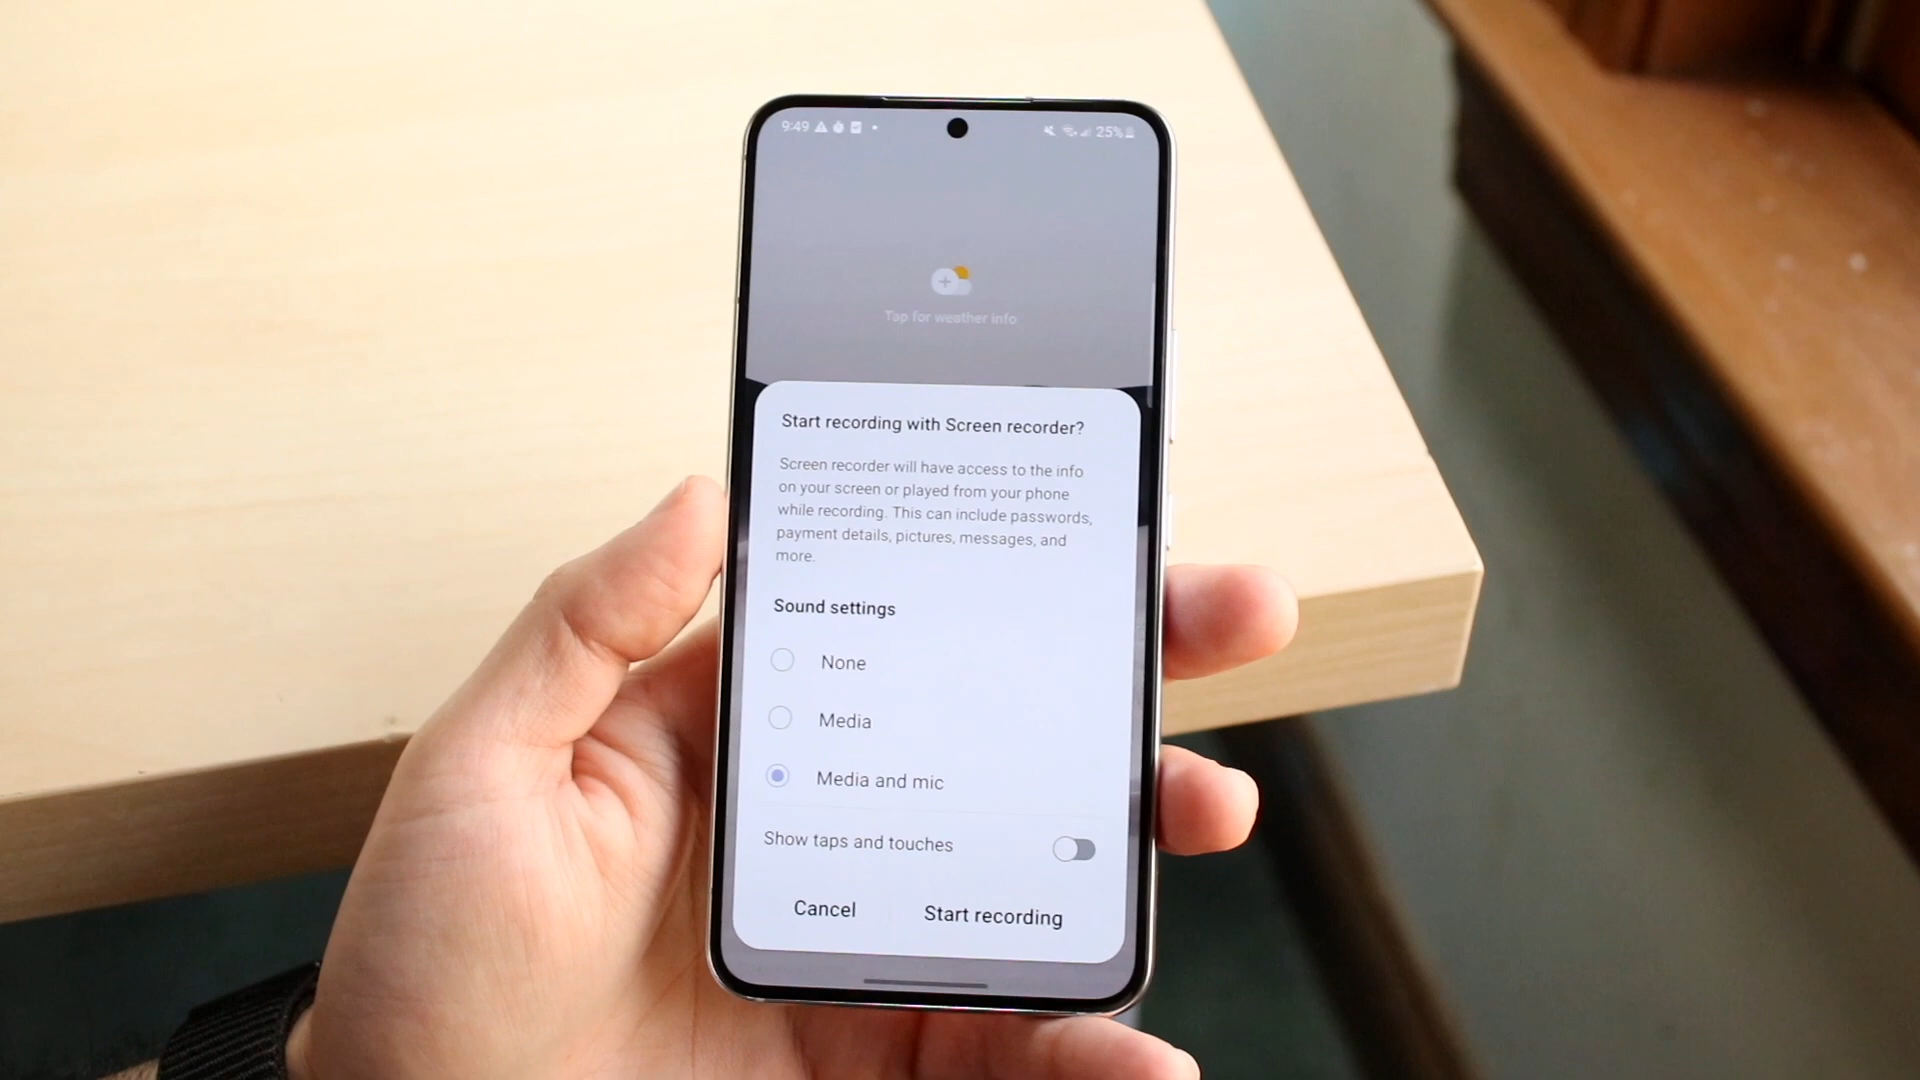 9:49
25%
Tap for weather info
Start recording with Screen recorder?
Screen recorder will have access to the info
on your screen or played from your phone
while recording. This can include passwords,
payment details, pictures, messages, and
more.
Sound settings
None
Media
Media and mic
Show taps and touches
Cancel
Start recording